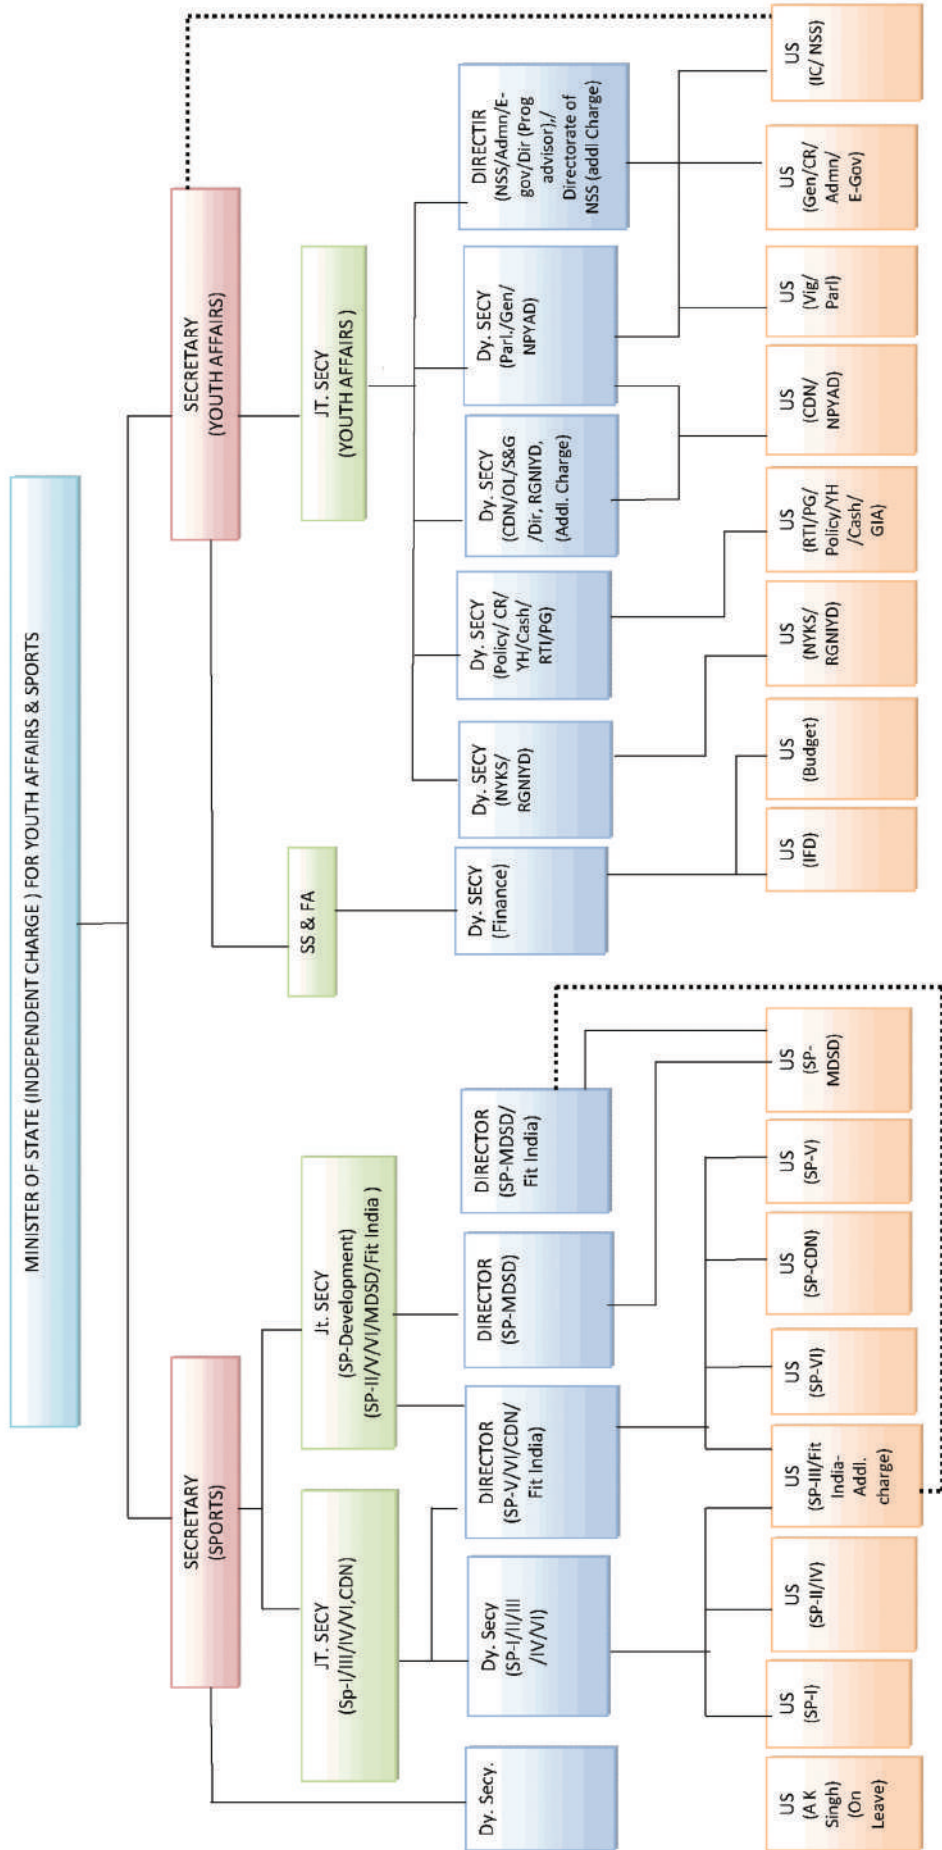 MINISTER OF STATE (INDEPENDENT CHARGE ) FOR YOUTH AFFAIRS & SPORTS
SECRETARY
(SPORTS)
SECRETARY
(YOUTH AFFAIRS)
JT. SECY
(Sp-I/III/IV/VI,CDN)
Jt. SECY
(SP-Development)
(SP-II/V/VI/MDSD/Fit India )
SS & FA
JT. SECY
(YOUTH AFFAIRS )
Dy. Secy.
Dy. Secy
(SP-I/II/III
/IV/VI)
DIRECTOR
(SP-V/VI/CDN/
Fit India)
DIRECTOR
(SP-MDSD)
DIRECTOR
(SP-MDSD/
Fit India)
Dy. SECY
(Finance)
Dy. SECY
(NYKS/
RGNIYD)
Dy. SECY
(Policy/ CR/
YH/Cash/
RTI/PG)
Dy. SECY
(CDN/OL/S&G
/Dir, RGNIYD,
(Addl. Charge)
Dy. SECY
(Parl./Gen/
NPYAD)
DIRECTIR
(NSS/Admn/E-
gov/Dir (Prog
advisor),/
Directorate of
NSS (addl Charge)
US
(A K
Singh)
(On
Leave)
US
(SP-I)
US
(SP-II/IV)
US
(SP-III/Fit
India-
Addl.
charge)
US
(SP-VI)
US
(SP-CDN)
US
(SP-V)
US
(SP-
MDSD)
US
(IFD)
US
(Budget)
US
(NYKS/
RGNIYD)
US
(RTI/PG/
Policy/YH
/Cash/
GIA)
US
(CDN/
NPYAD)
US
(Vig/
Parl)
US
(Gen/CR/
Admn/
E-Gov)
US
(IC/ NSS)